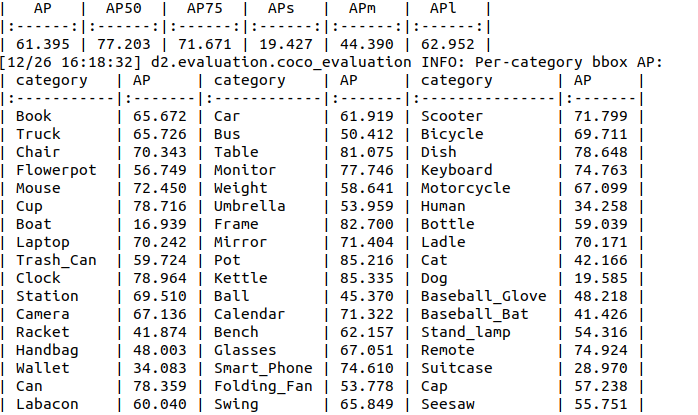 |   AP   |  AP50  |  AP75  |  APs   |  APm   |  APl   |
|:------:|:------:|:------:|:------:|:------:|:------:|
| 61.395 | 77.203 | 71.671 | 19.427 | 44.390 | 62.952 |
[12/26 16:18:32] d2.evaluation.coco_evaluation INFO: Per-category bbox AP:
| category   | AP     | category    | AP     | category       | AP     |
|:-----------|:-------|:------------|:-------|:---------------|:-------|
| Book       | 65.672 | Car         | 61.919 | Scooter        | 71.799 |
| Truck      | 65.726 | Bus         | 50.412 | Bicycle        | 69.711 |
| Chair      | 70.343 | Table       | 81.075 | Dish           | 78.648 |
| Flowerpot  | 56.749 | Monitor     | 77.746 | Keyboard       | 74.763 |
| Mouse      | 72.450 | Weight      | 58.641 | Motorcycle     | 67.099 |
| Cup        | 78.716 | Umbrella    | 53.959 | Human          | 34.258 |
| Boat       | 16.939 | Frame       | 82.700 | Bottle         | 59.039 |
| Laptop     | 70.242 | Mirror      | 71.404 | Ladle          | 70.171 |
| Trash_Can  | 59.724 | Pot         | 85.216 | Cat            | 42.166 |
| Clock      | 78.964 | Kettle      | 85.335 | Dog            | 19.585 |
| Station    | 69.510 | Ball        | 45.370 | Baseball_Glove | 48.218 |
| Camera     | 67.136 | Calendar    | 71.322 | Baseball_Bat   | 41.426 |
| Racket     | 41.874 | Bench       | 62.157 | Stand_lamp     | 54.316 |
| Handbag    | 48.003 | Glasses     | 67.051 | Remote         | 74.924 |
| Wallet     | 34.083 | Smart_Phone | 74.610 | Suitcase       | 28.970 |
| Can        | 78.359 | Folding_Fan | 53.778 | Cap            | 57.238 |
| Labacon    | 60.040 | Swing       | 65.849 | Seesaw         | 55.751 |